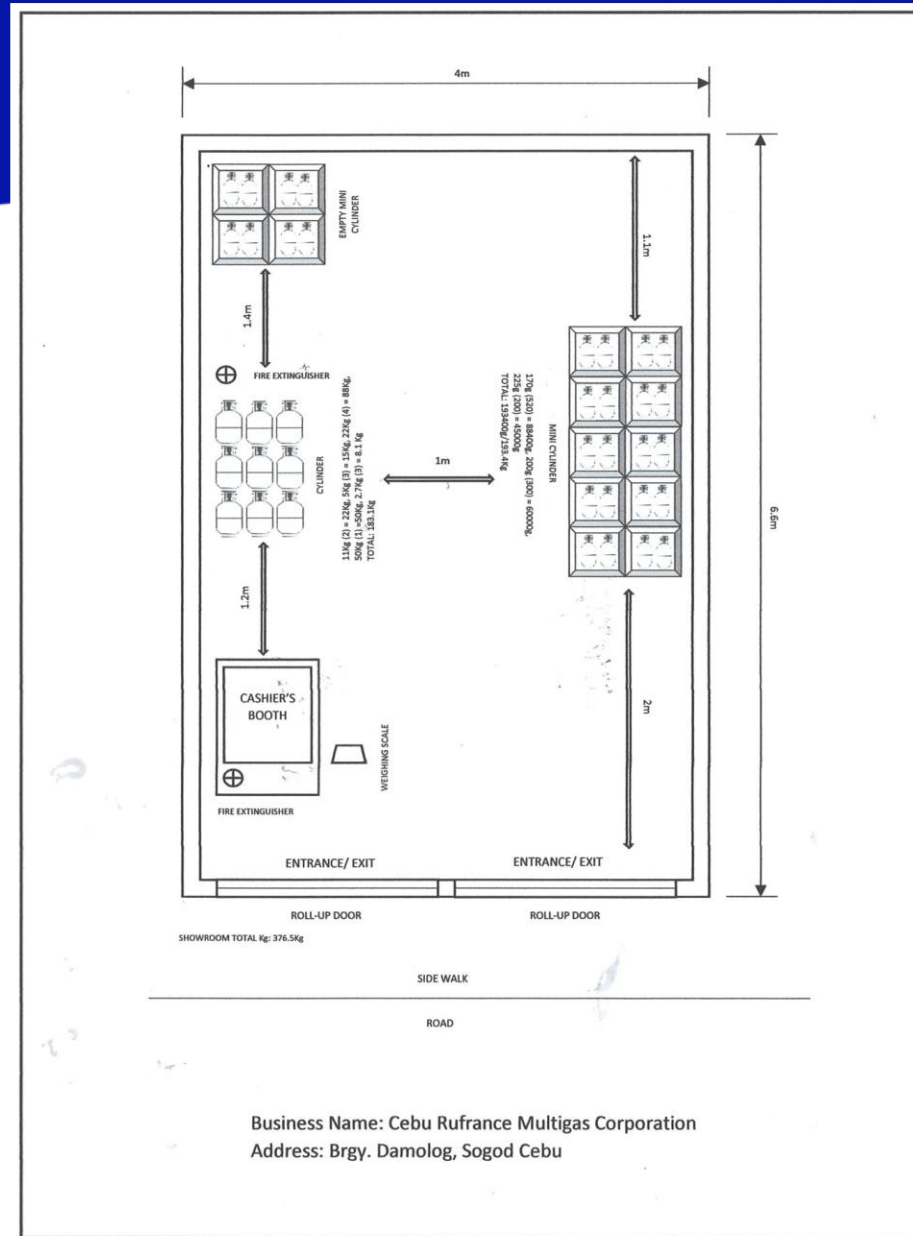 4m
EMPTY MINI
CYLINDER
1.1m
1.4m
FIRE EXTINGUISHER
CYLINDER
11Kg (2) = 22Kg, 5Kg (3) = 15Kg, 22Kg (4) = 88Kg,
50Kg (1) =50Kg, 2.7Kg (3) = 8.1 Kg
TOTAL: 183.1Kg
1m
170g (520) = 88400g, 200g (300) = 60000g,
225g (200) = 45000g
TOTAL: 193400g/193.4Kg
MINI CYLINDER
6.6m
1.2m
2m
CASHIER'S
BOOTH
WEIGHING SCALE
FIRE EXTINGUISHER
ENTRANCE/ EXIT
ENTRANCE/ EXIT
ROLL-UP DOOR
ROLL-UP DOOR
SHOWROOM TOTAL Kg: 376.5Kg
SIDE WALK
ROAD
Business Name: Cebu Rufrance Multigas Corporation
Address: Brgy. Damolog, Sogod Cebu